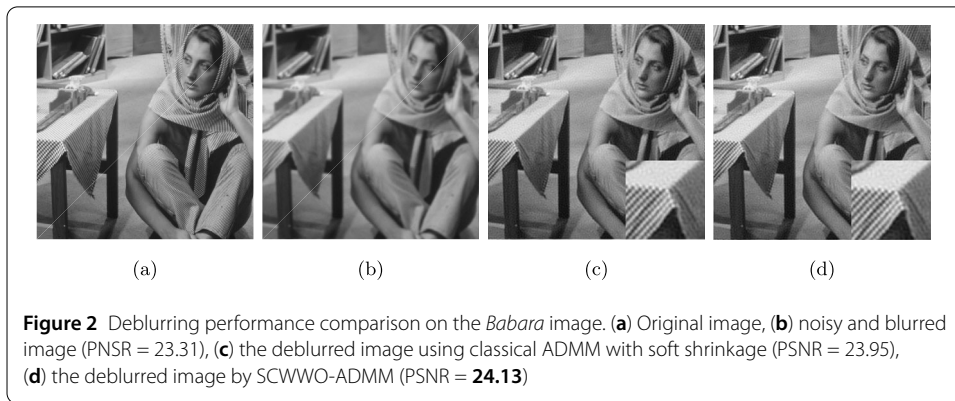 (a) (b) (c) (d)
Figure 2 Deblurring performance comparison on the Babara image. (a) Original image, (b) noisy and blurred
image (PNSR = 23.31), (c) the deblurred image using classical ADMM with soft shrinkage (PSNR = 23.95),
(d) the deblurred image by SCWWO-ADMM (PSNR = 24.13)